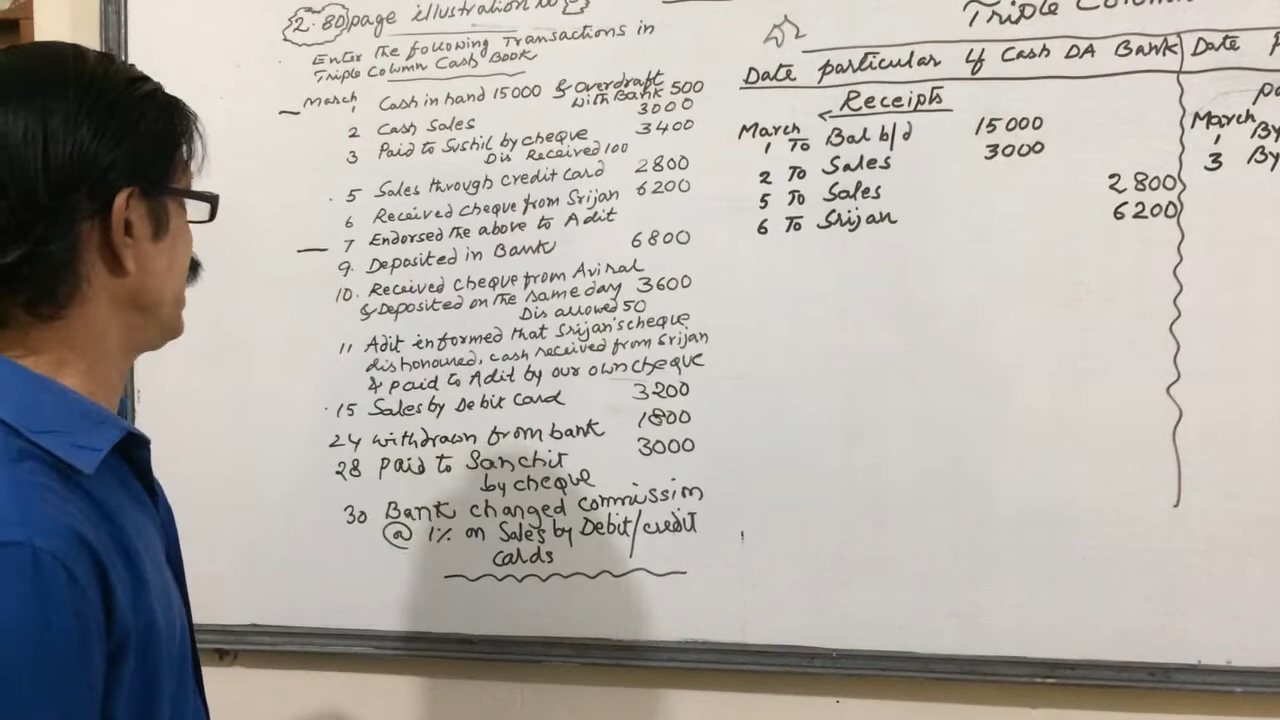 2.80 page illustration
Enter The following Transactions in
Triple Column Cash Book
March
1 Cash in hand 15000 & Overdraft
with Bank 500
2 Cash Sales 3000
3 Paid to Sushil by cheque 3400
Dis Received 100
5 Sales through credit card 2800
6 Received cheque from Srijan 6200
7 Endorsed the above to Adit
9. Deposited in Bank 6800
10. Received cheque from Aviral
& Deposited on the same day 3600
Dis allowed 50
11 Adit informed that Srijan's cheque
dishonoured, cash received from Srijan
& paid to Adit by our own cheque
15 Sales by Debit Card 3200
24 withdrawn from bank 1800
28 paid to Sanchit 3000
by cheque
30 Bank changed commission
@ 1% on Sales by Debit/credit
cards
Triple Colum
Dr
Date particular lf Cash DA Bank
Receipts
March
1 To Bal b/d 15000
2 To Sales 3000
5 To Sales 2800
6 To Srijan 6200
Date P
pa
March
1 By
3 By